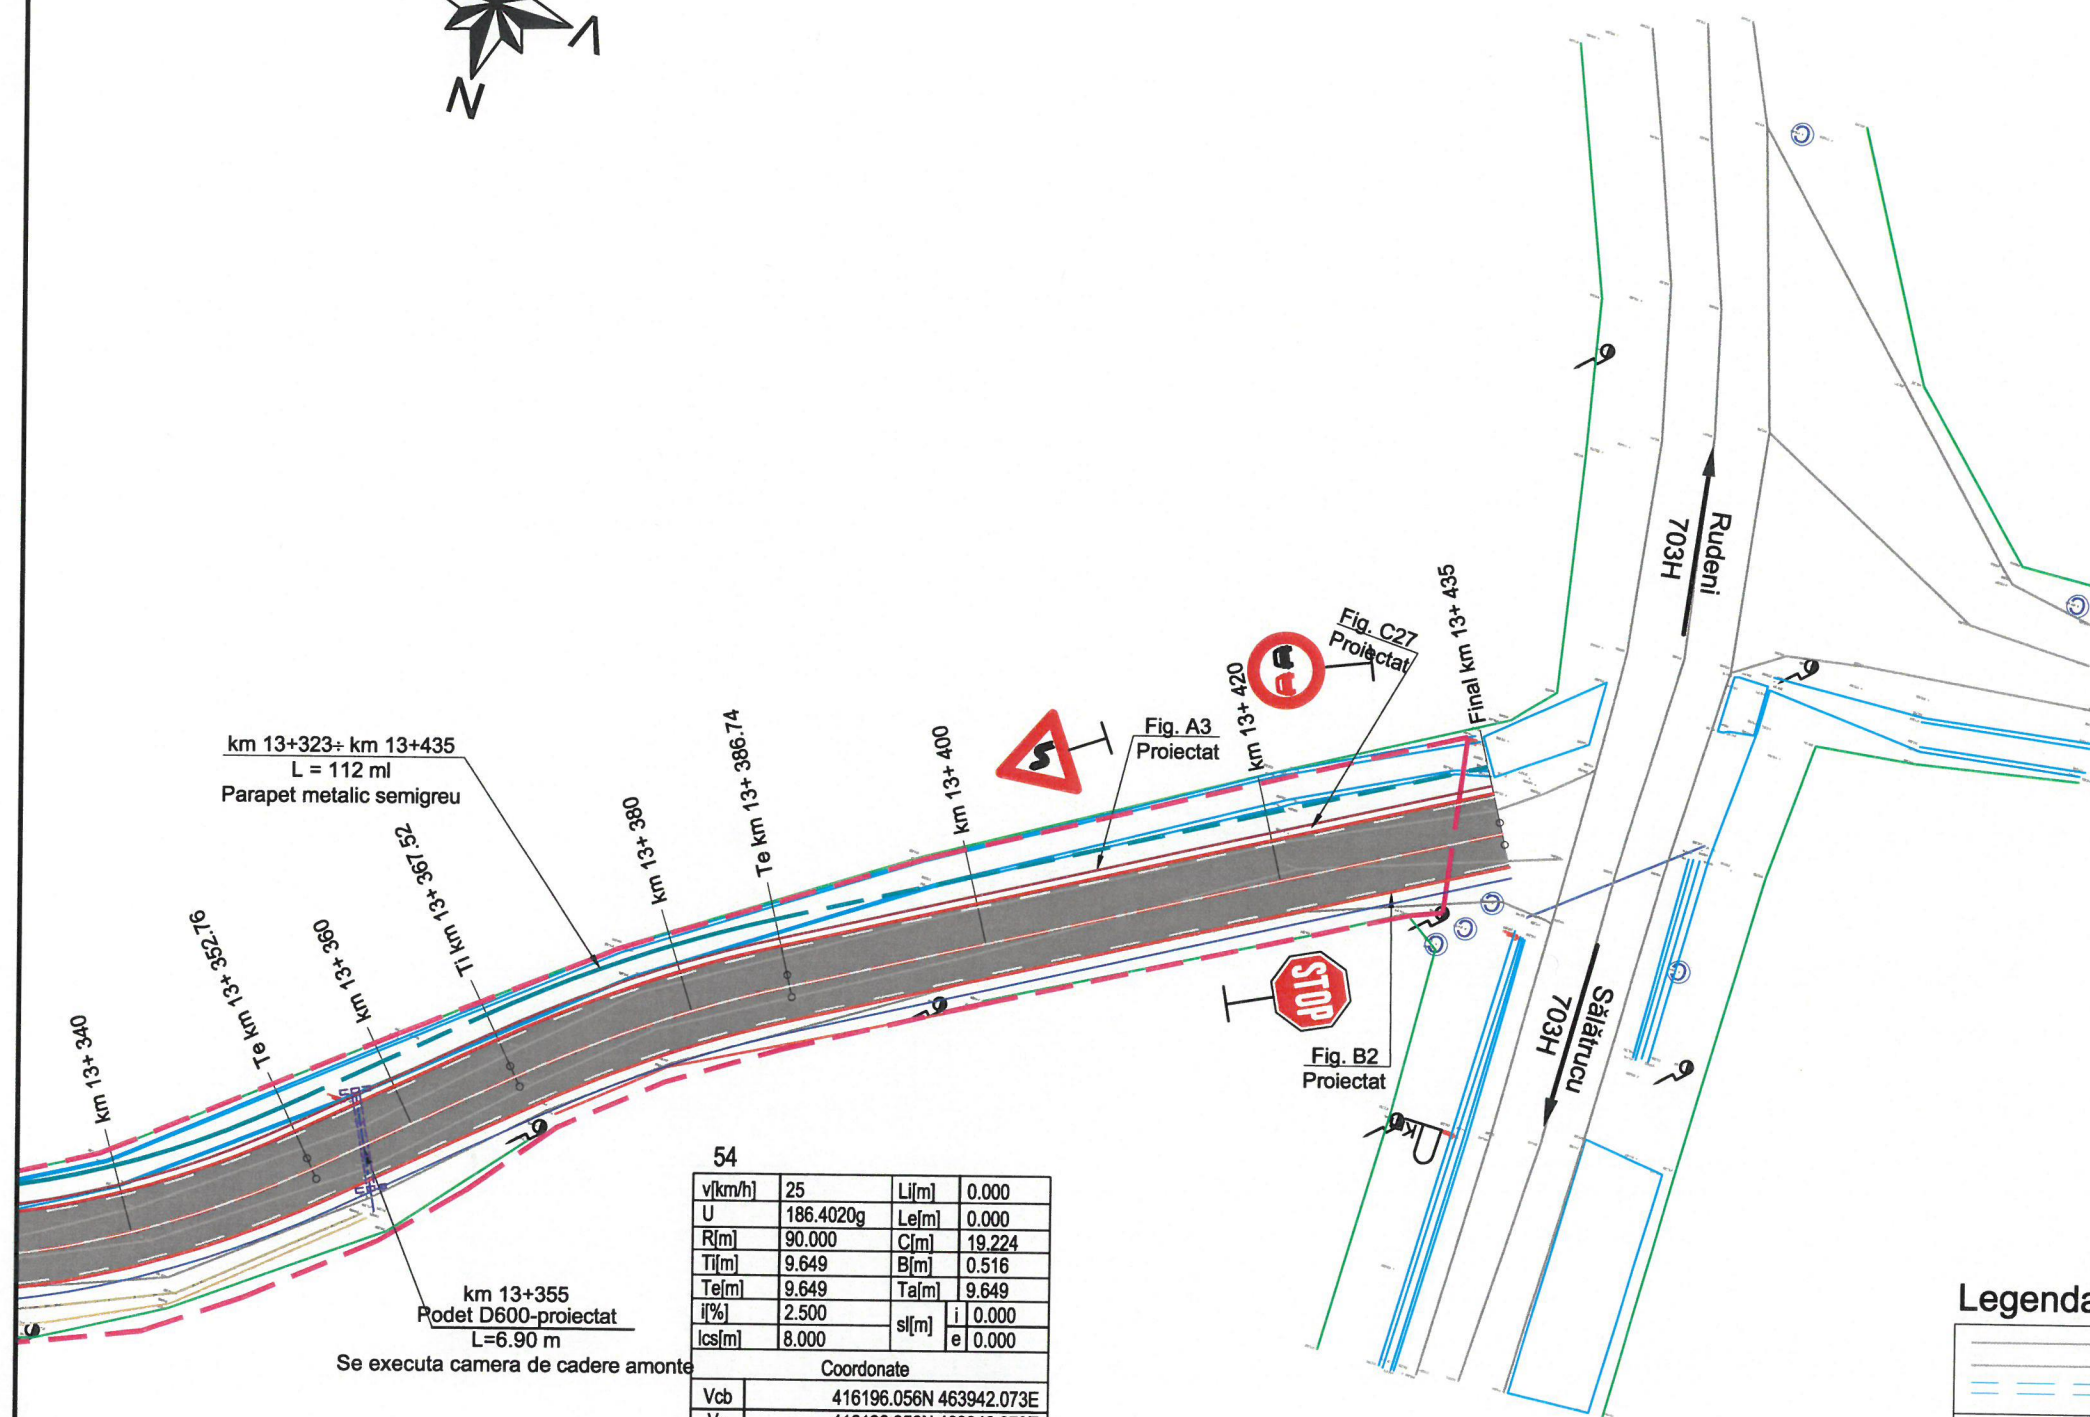 V
N
Rudeni
703H
Final km 13+ 435
Fig. C27
Proiectat
km 13+ 420
Fig. A3
Proiectat
km 13+ 400
Te km 13+ 386.74
km 13+ 380
km 13+323÷ km 13+435
L = 112 ml
Parapet metalic semigreu
Ti km 13+ 367.52
km 13+ 360
Te km 13+ 352.76
km 13+ 340
STOP
Fig. B2
Proiectat
Sălătrucu
703H
km
km 13+355
Podet D600-proiectat
L=6.90 m
Se executa camera de cadere amonte
54
v[km/h] 25 Li[m] 0.000
U 186.4020g Le[m] 0.000
R[m] 90.000 C[m] 19.224
Ti[m] 9.649 B[m] 0.516
Te[m] 9.649 Ta[m] 9.649
i[%] 2.500 sl[m] i 0.000
lcs[m] 8.000 e 0.000
Coordonate
Vcb 416196.056N 463942.073E
Legenda